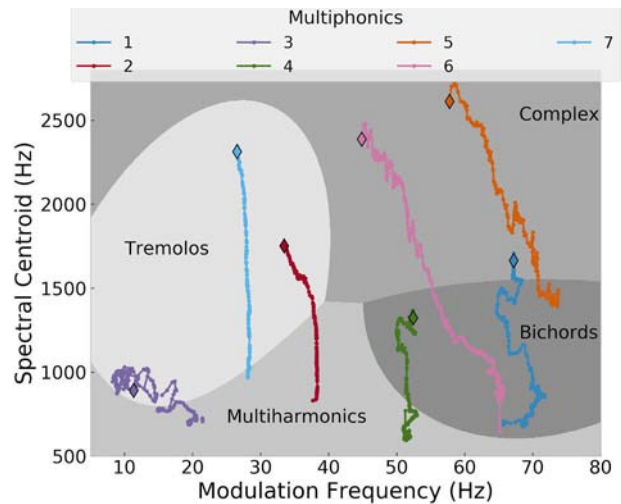 Multiphonics
1 3 5 7
2 4 6
Spectral Centroid (Hz)
2500
2000
1500
1000
500
Complex
Tremolos
Bichords
Multiharmonics
10 20 30 40 50 60 70 80
Modulation Frequency (Hz)